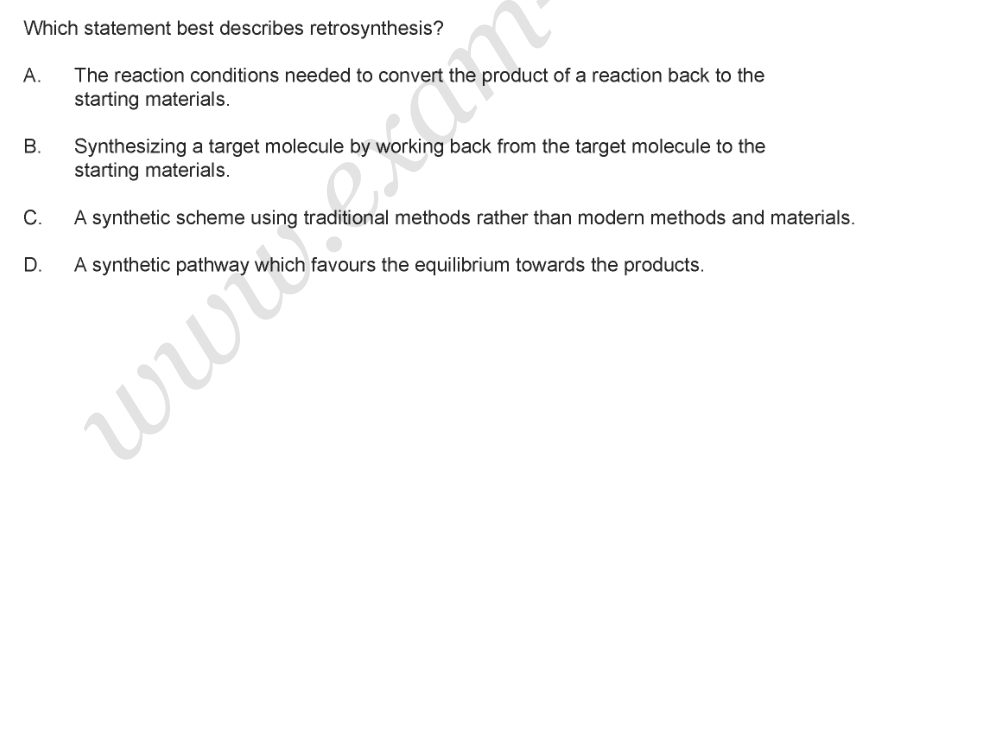 Which statement best describes retrosynthesis?
A. The reaction conditions needed to convert the product of a reaction back to the
starting materials.
B. Synthesizing a target molecule by working back from the target molecule to the
starting materials.
C. A synthetic scheme using traditional methods rather than modern methods and materials.
D. A synthetic pathway which favours the equilibrium towards the products.
www.exam-